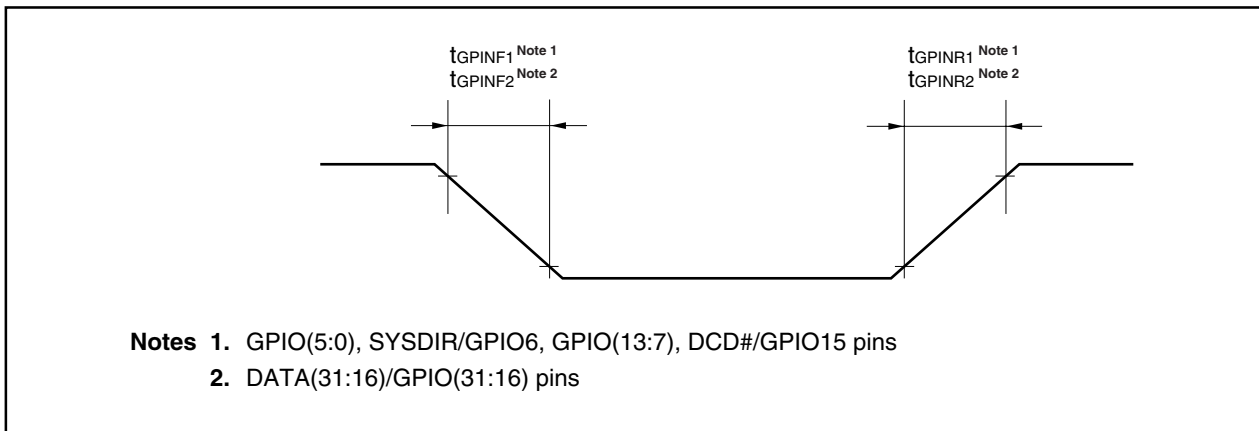 tGPINF1 Note 1
tGPINF2 Note 2
tGPINR1 Note 1
tGPINR2 Note 2
Notes 1. GPIO(5:0), SYSDIR/GPIO6, GPIO(13:7), DCD#/GPIO15 pins
2. DATA(31:16)/GPIO(31:16) pins